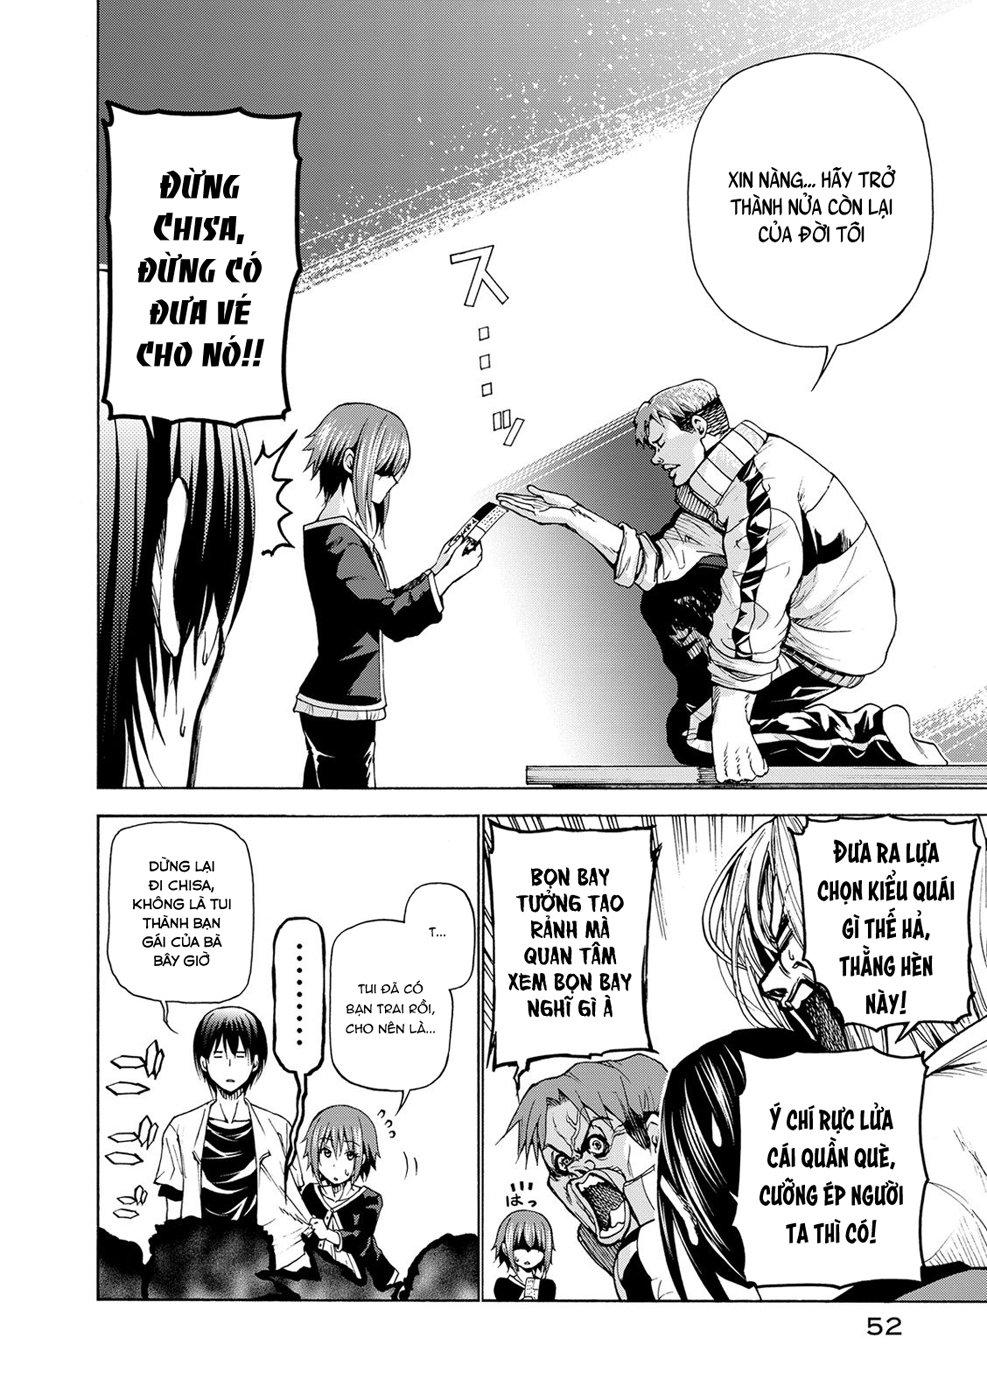 XIN NÀNG... HÃY TRỞ
THÀNH NỬA CÒN LẠI
CỦA ĐỜI TÔI
ス...ッ
ĐỪNG
CHISA,
ĐỪNG CÓ
ĐƯA VÉ
CHO NÓ!!
ĐƯA RA LỰA
CHỌN KIỂU QUÁI
GÌ THẾ HẢ,
THẰNG HÈN
NÀY!
BỌN BAY
TƯỞNG TAO
RẢNH MÀ
QUAN TÂM
XEM BỌN BAY
NGHĨ GÌ À
Ý CHÍ RỰC LỬA
CÁI QUẦN QUÈ,
CƯỠNG ÉP NGƯỜI
TA THÌ CÓ!
はっ
T...
TUI ĐÃ CÓ
BẠN TRAI RỒI,
CHO NÊN LÀ...
........
DỪNG LẠI
ĐI CHISA,
KHÔNG LÀ TUI
THÀNH BẠN
GÁI CỦA BÀ
BÂY GIỜ
52